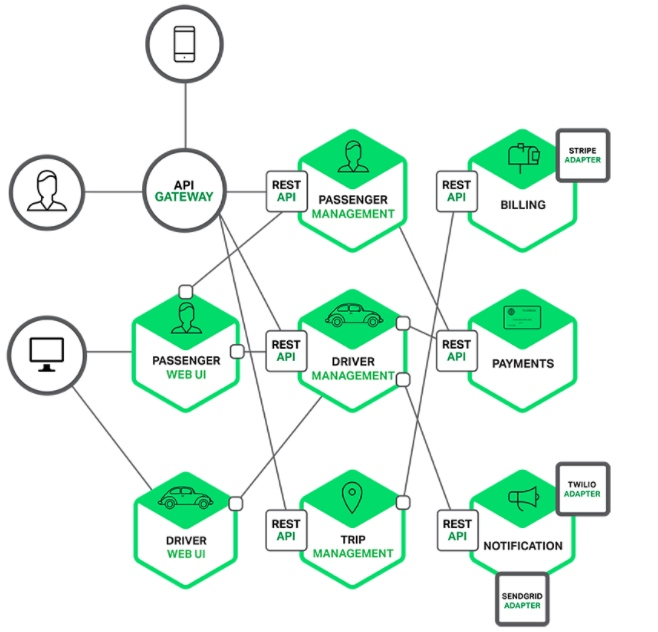 API
GATEWAY
REST
API
PASSENGER
MANAGEMENT
REST
API
BILLING
STRIPE
ADAPTER
PASSENGER
WEB UI
REST
API
DRIVER
MANAGEMENT
REST
API
PAYMENTS
DRIVER
WEB UI
REST
API
TRIP
MANAGEMENT
REST
API
NOTIFICATION
TWILIO
ADAPTER
SENDGRID
ADAPTER